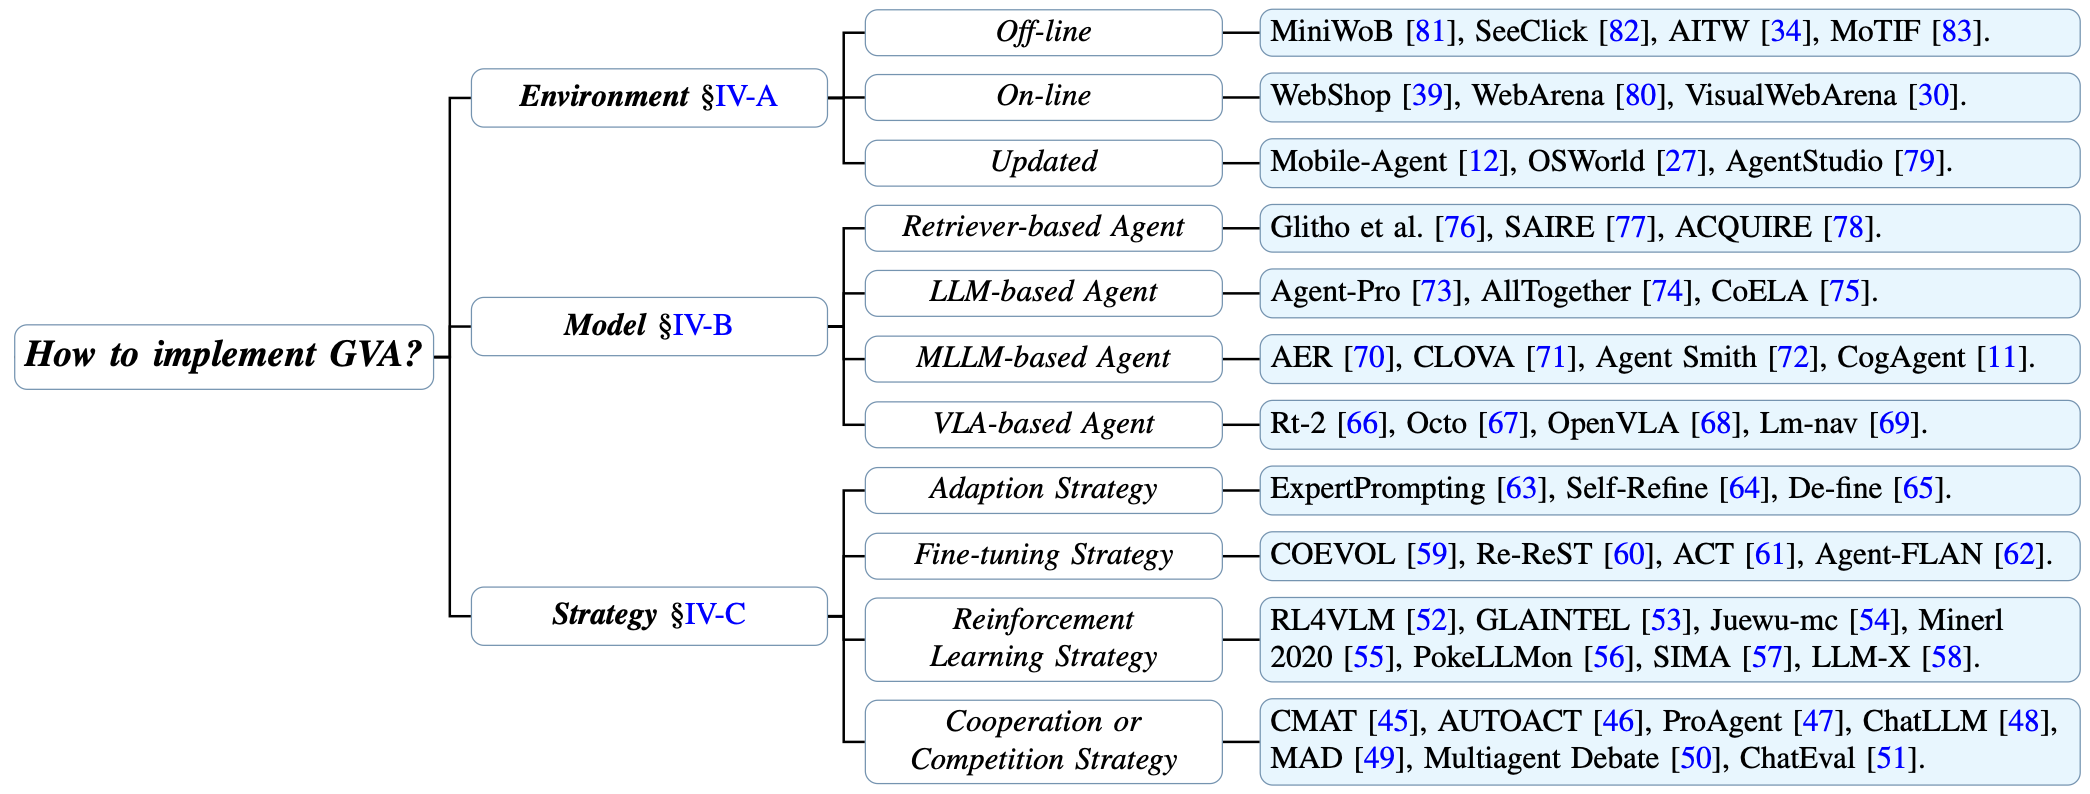 How to implement GVA?
Environment §IV-A
Off-line
MiniWoB [81], SeeClick [82], AITW [34], MoTIF [83].
On-line
WebShop [39], WebArena [80], VisualWebArena [30].
Updated
Mobile-Agent [12], OSWorld [27], AgentStudio [79].
Model §IV-B
Retriever-based Agent
Glitho et al. [76], SAIRE [77], ACQUIRE [78].
LLM-based Agent
Agent-Pro [73], AllTogether [74], CoELA [75].
MLLM-based Agent
AER [70], CLOVA [71], Agent Smith [72], CogAgent [11].
VLA-based Agent
Rt-2 [66], Octo [67], OpenVLA [68], Lm-nav [69].
Strategy §IV-C
Adaption Strategy
ExpertPrompting [63], Self-Refine [64], De-fine [65].
Fine-tuning Strategy
COEVOL [59], Re-ReST [60], ACT [61], Agent-FLAN [62].
Reinforcement
Learning Strategy
RL4VLM [52], GLAINTEL [53], Juewu-mc [54], Minerl
2020 [55], PokeLLMon [56], SIMA [57], LLM-X [58].
Cooperation or
Competition Strategy
CMAT [45], AUTOACT [46], ProAgent [47], ChatLLM [48],
MAD [49], Multiagent Debate [50], ChatEval [51].